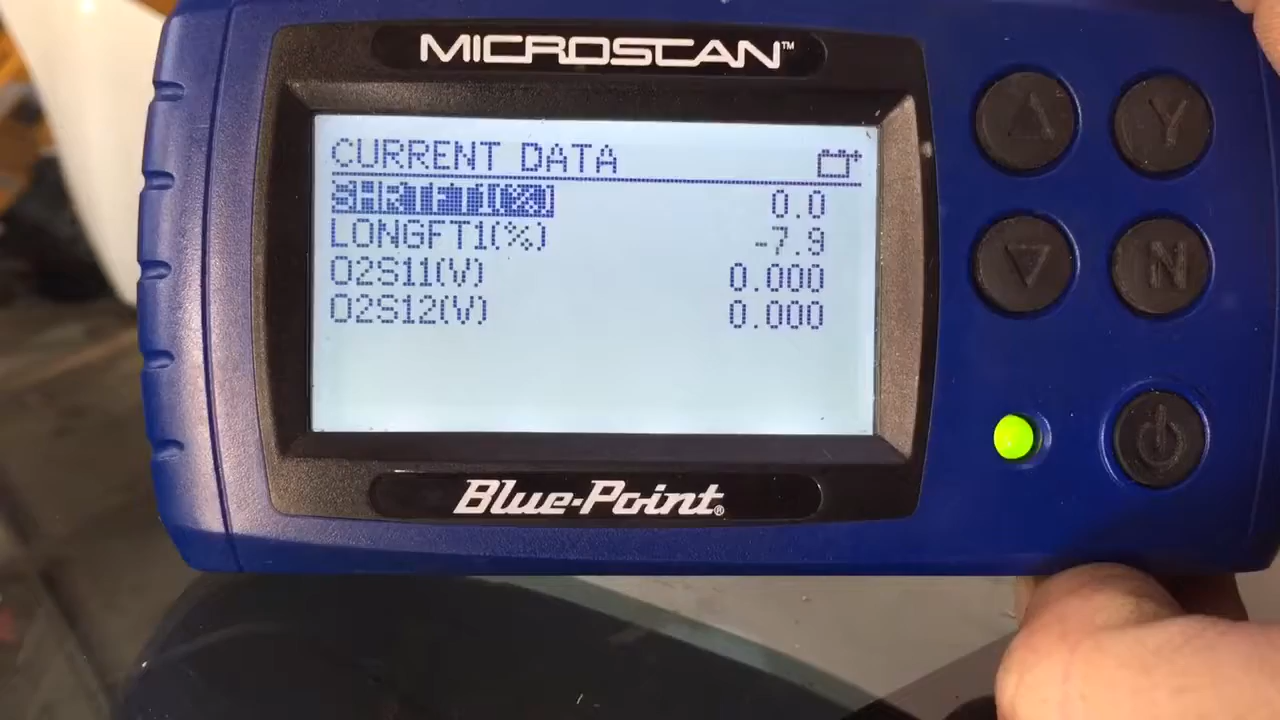 MICROSCAN™
CURRENT DATA
SHRTFT1(%) 0.0
LONGFT1(%) -7.9
O2S11(V) 0.000
O2S12(V) 0.000
Blue-Point®
Y
N